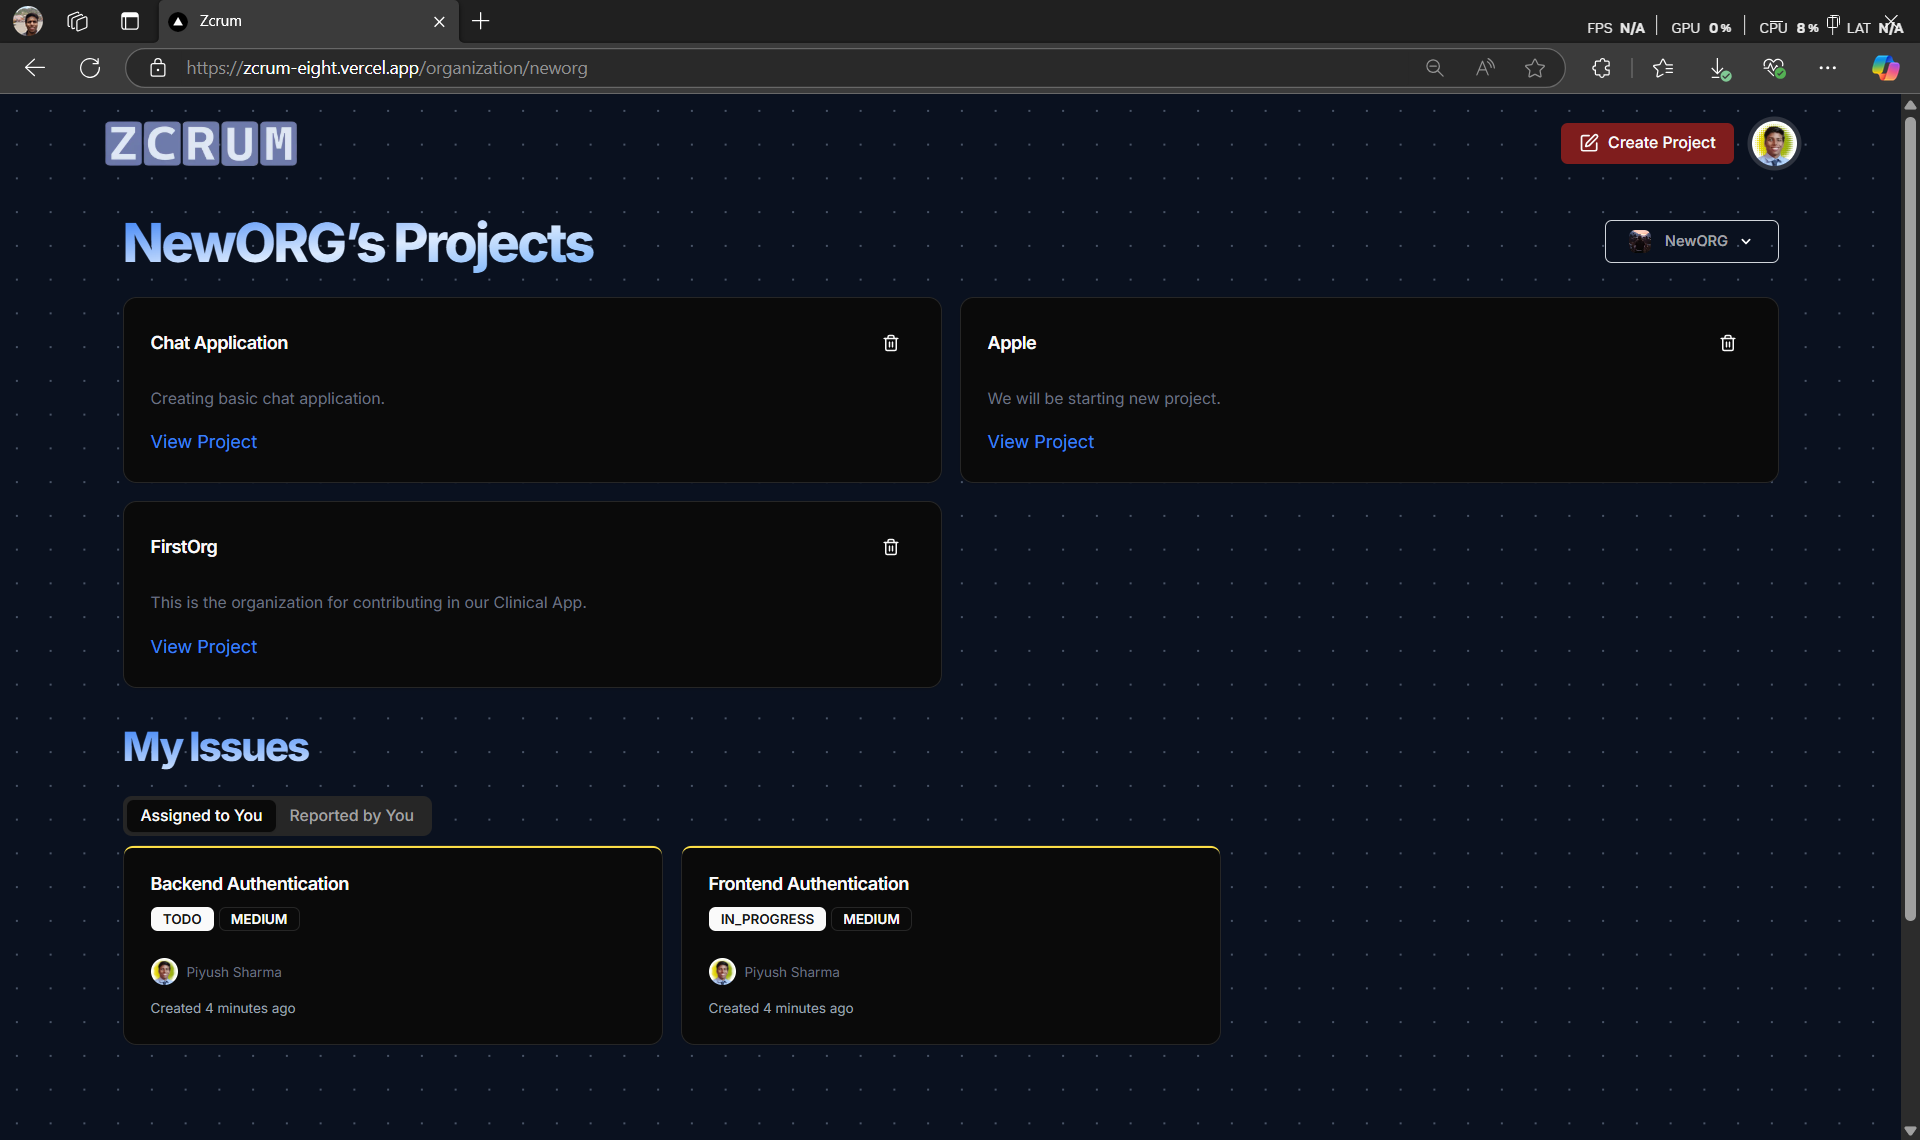 Zcrum
FPS N/A GPU 0% CPU 8% LAT N/A
https://zcrum-eight.vercel.app/organization/neworg
ZCRUM
Create Project
NewORG's Projects
NewORG
Chat Application
Creating basic chat application.
View Project
Apple
We will be starting new project.
View Project
FirstOrg
This is the organization for contributing in our Clinical App.
View Project
My Issues
Assigned to You
Reported by You
Backend Authentication
TODO MEDIUM
Piyush Sharma
Created 4 minutes ago
Frontend Authentication
IN_PROGRESS MEDIUM
Piyush Sharma
Created 4 minutes ago